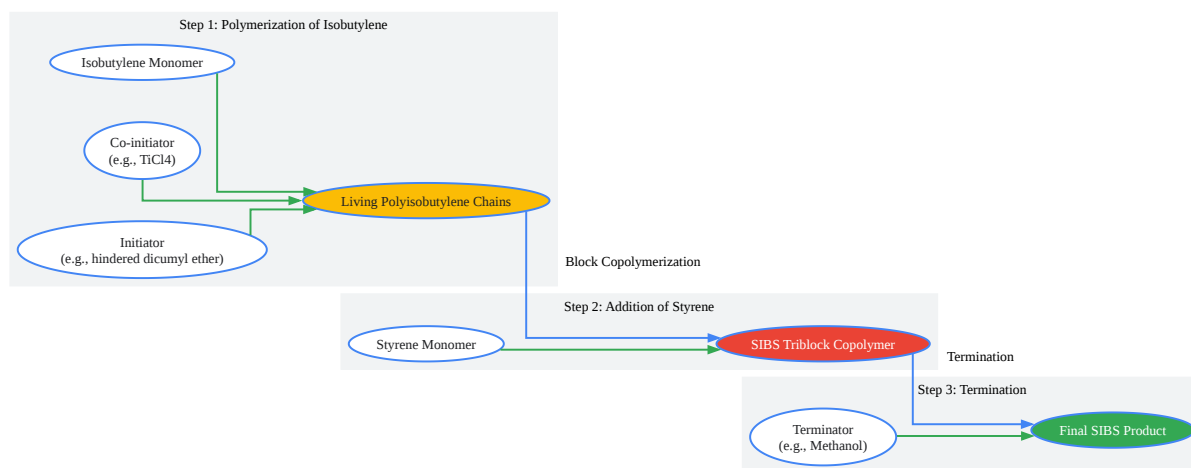 Step 1: Polymerization of Isobutylene
Isobutylene Monomer
Co-initiator
(e.g., TiCl4)
Living Polyisobutylene Chains
Initiator
(e.g., hindered dicumyl ether)
Block Copolymerization
Step 2: Addition of Styrene
Styrene Monomer
SIBS Triblock Copolymer
Termination
Step 3: Termination
Terminator
(e.g., Methanol)
Final SIBS Product